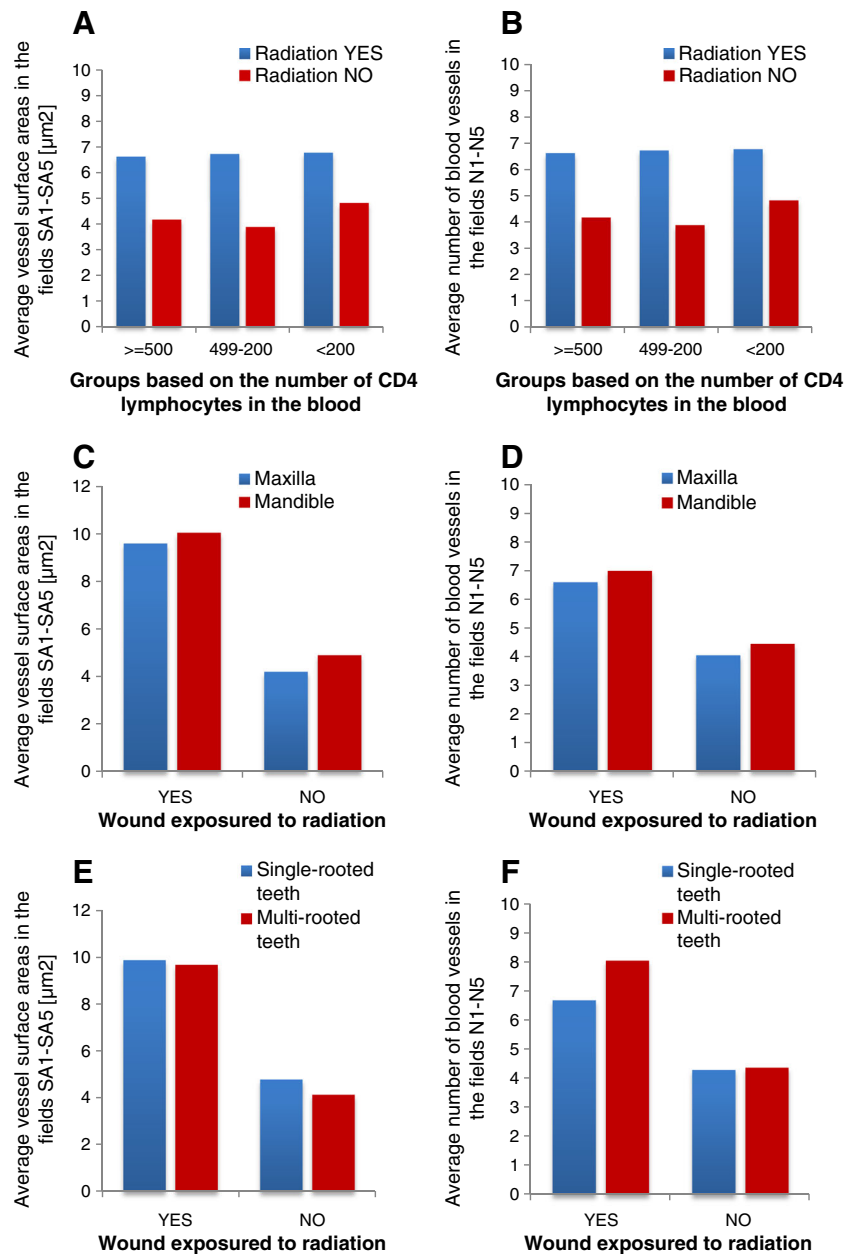 A
Radiation YES
Radiation NO
Average vessel surface areas in the
fields SA1-SA5 [µm2]
10
9
8
7
6
5
4
3
2
1
0
>=500
499-200
<200
Groups based on the number of CD4
lymphocytes in the blood
B
Radiation YES
Radiation NO
Average number of blood vessels in
the fields N1-N5
10
9
8
7
6
5
4
3
2
1
0
>=500
499-200
<200
Groups based on the number of CD4
lymphocytes in the blood
C
Maxilla
Mandible
Average vessel surface areas in the
fields SA1-SA5 [µm2]
12
10
8
6
4
2
0
YES
NO
Wound exposured to radiation
D
Maxilla
Mandible
Average number of blood vessels in
the fields N1-N5
10
9
8
7
6
5
4
3
2
1
0
YES
NO
Wound exposured to radiation
E
Single-rooted
teeth
Multi-rooted
teeth
Average vessel surface areas in the
fields SA1-SA5 [µm2]
12
10
8
6
4
2
0
YES
NO
Wound exposured to radiation
F
Single-rooted
teeth
Multi-rooted
teeth
Average number of blood vessels in
the fields N1-N5
10
9
8
7
6
5
4
3
2
1
0
YES
NO
Wound exposured to radiation